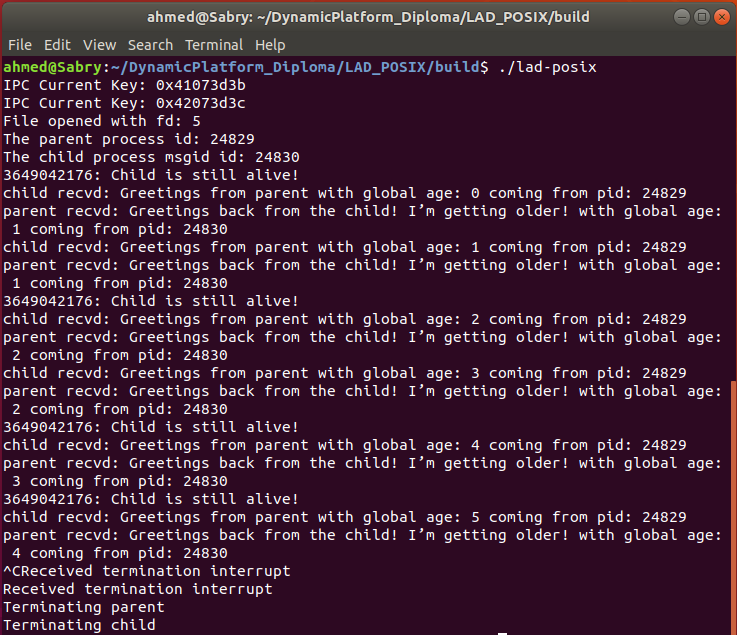 ahmed@Sabry: ~/DynamicPlatform_Diploma/LAD_POSIX/build
File Edit View Search Terminal Help
ahmed@Sabry:~/DynamicPlatform_Diploma/LAD_POSIX/build$ ./lad-posix
IPC Current Key: 0x41073d3b
IPC Current Key: 0x42073d3c
File opened with fd: 5
The parent process id: 24829
The child process msgid id: 24830
3649042176: Child is still alive!
child recvd: Greetings from parent with global age: 0 coming from pid: 24829
parent recvd: Greetings back from the child! I’m getting older! with global age:
 1 coming from pid: 24830
child recvd: Greetings from parent with global age: 1 coming from pid: 24829
parent recvd: Greetings back from the child! I’m getting older! with global age:
 1 coming from pid: 24830
3649042176: Child is still alive!
child recvd: Greetings from parent with global age: 2 coming from pid: 24829
parent recvd: Greetings back from the child! I’m getting older! with global age:
 2 coming from pid: 24830
child recvd: Greetings from parent with global age: 3 coming from pid: 24829
parent recvd: Greetings back from the child! I’m getting older! with global age:
 2 coming from pid: 24830
3649042176: Child is still alive!
child recvd: Greetings from parent with global age: 4 coming from pid: 24829
parent recvd: Greetings back from the child! I’m getting older! with global age:
 3 coming from pid: 24830
3649042176: Child is still alive!
child recvd: Greetings from parent with global age: 5 coming from pid: 24829
parent recvd: Greetings back from the child! I’m getting older! with global age:
 4 coming from pid: 24830
^CReceived termination interrupt
Received termination interrupt
Terminating parent
Terminating child